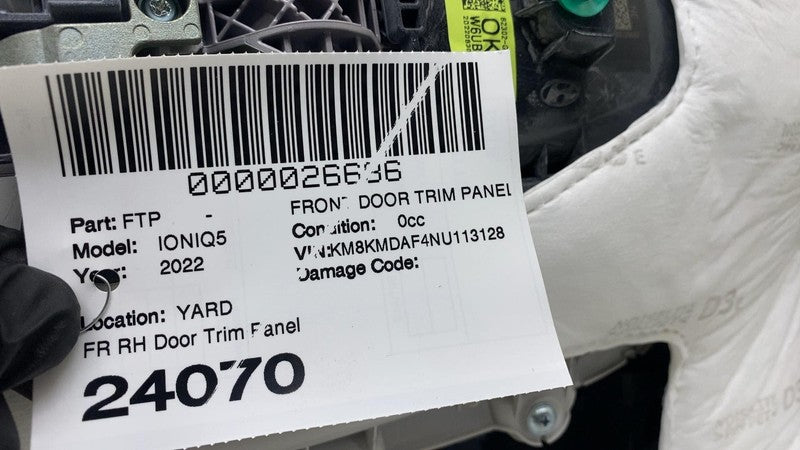 0000026696
Part: FTP -
FRONT DOOR TRIM PANEL
Model: IONIQ5
Condition: 0cc
Year: 2022
VIN:KM8KMDAF4NU113128
Damage Code:
Location: YARD
FR RH Door Trim Panel
24070
OK